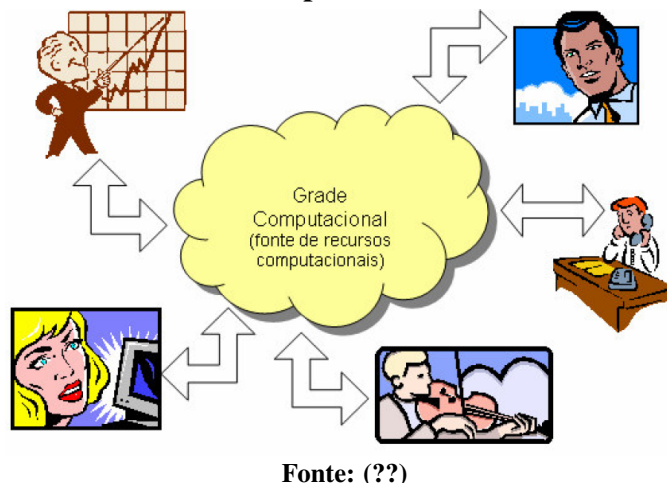 Grade
Computacional
(fonte de recursos
computacionais)
Fonte: (??)